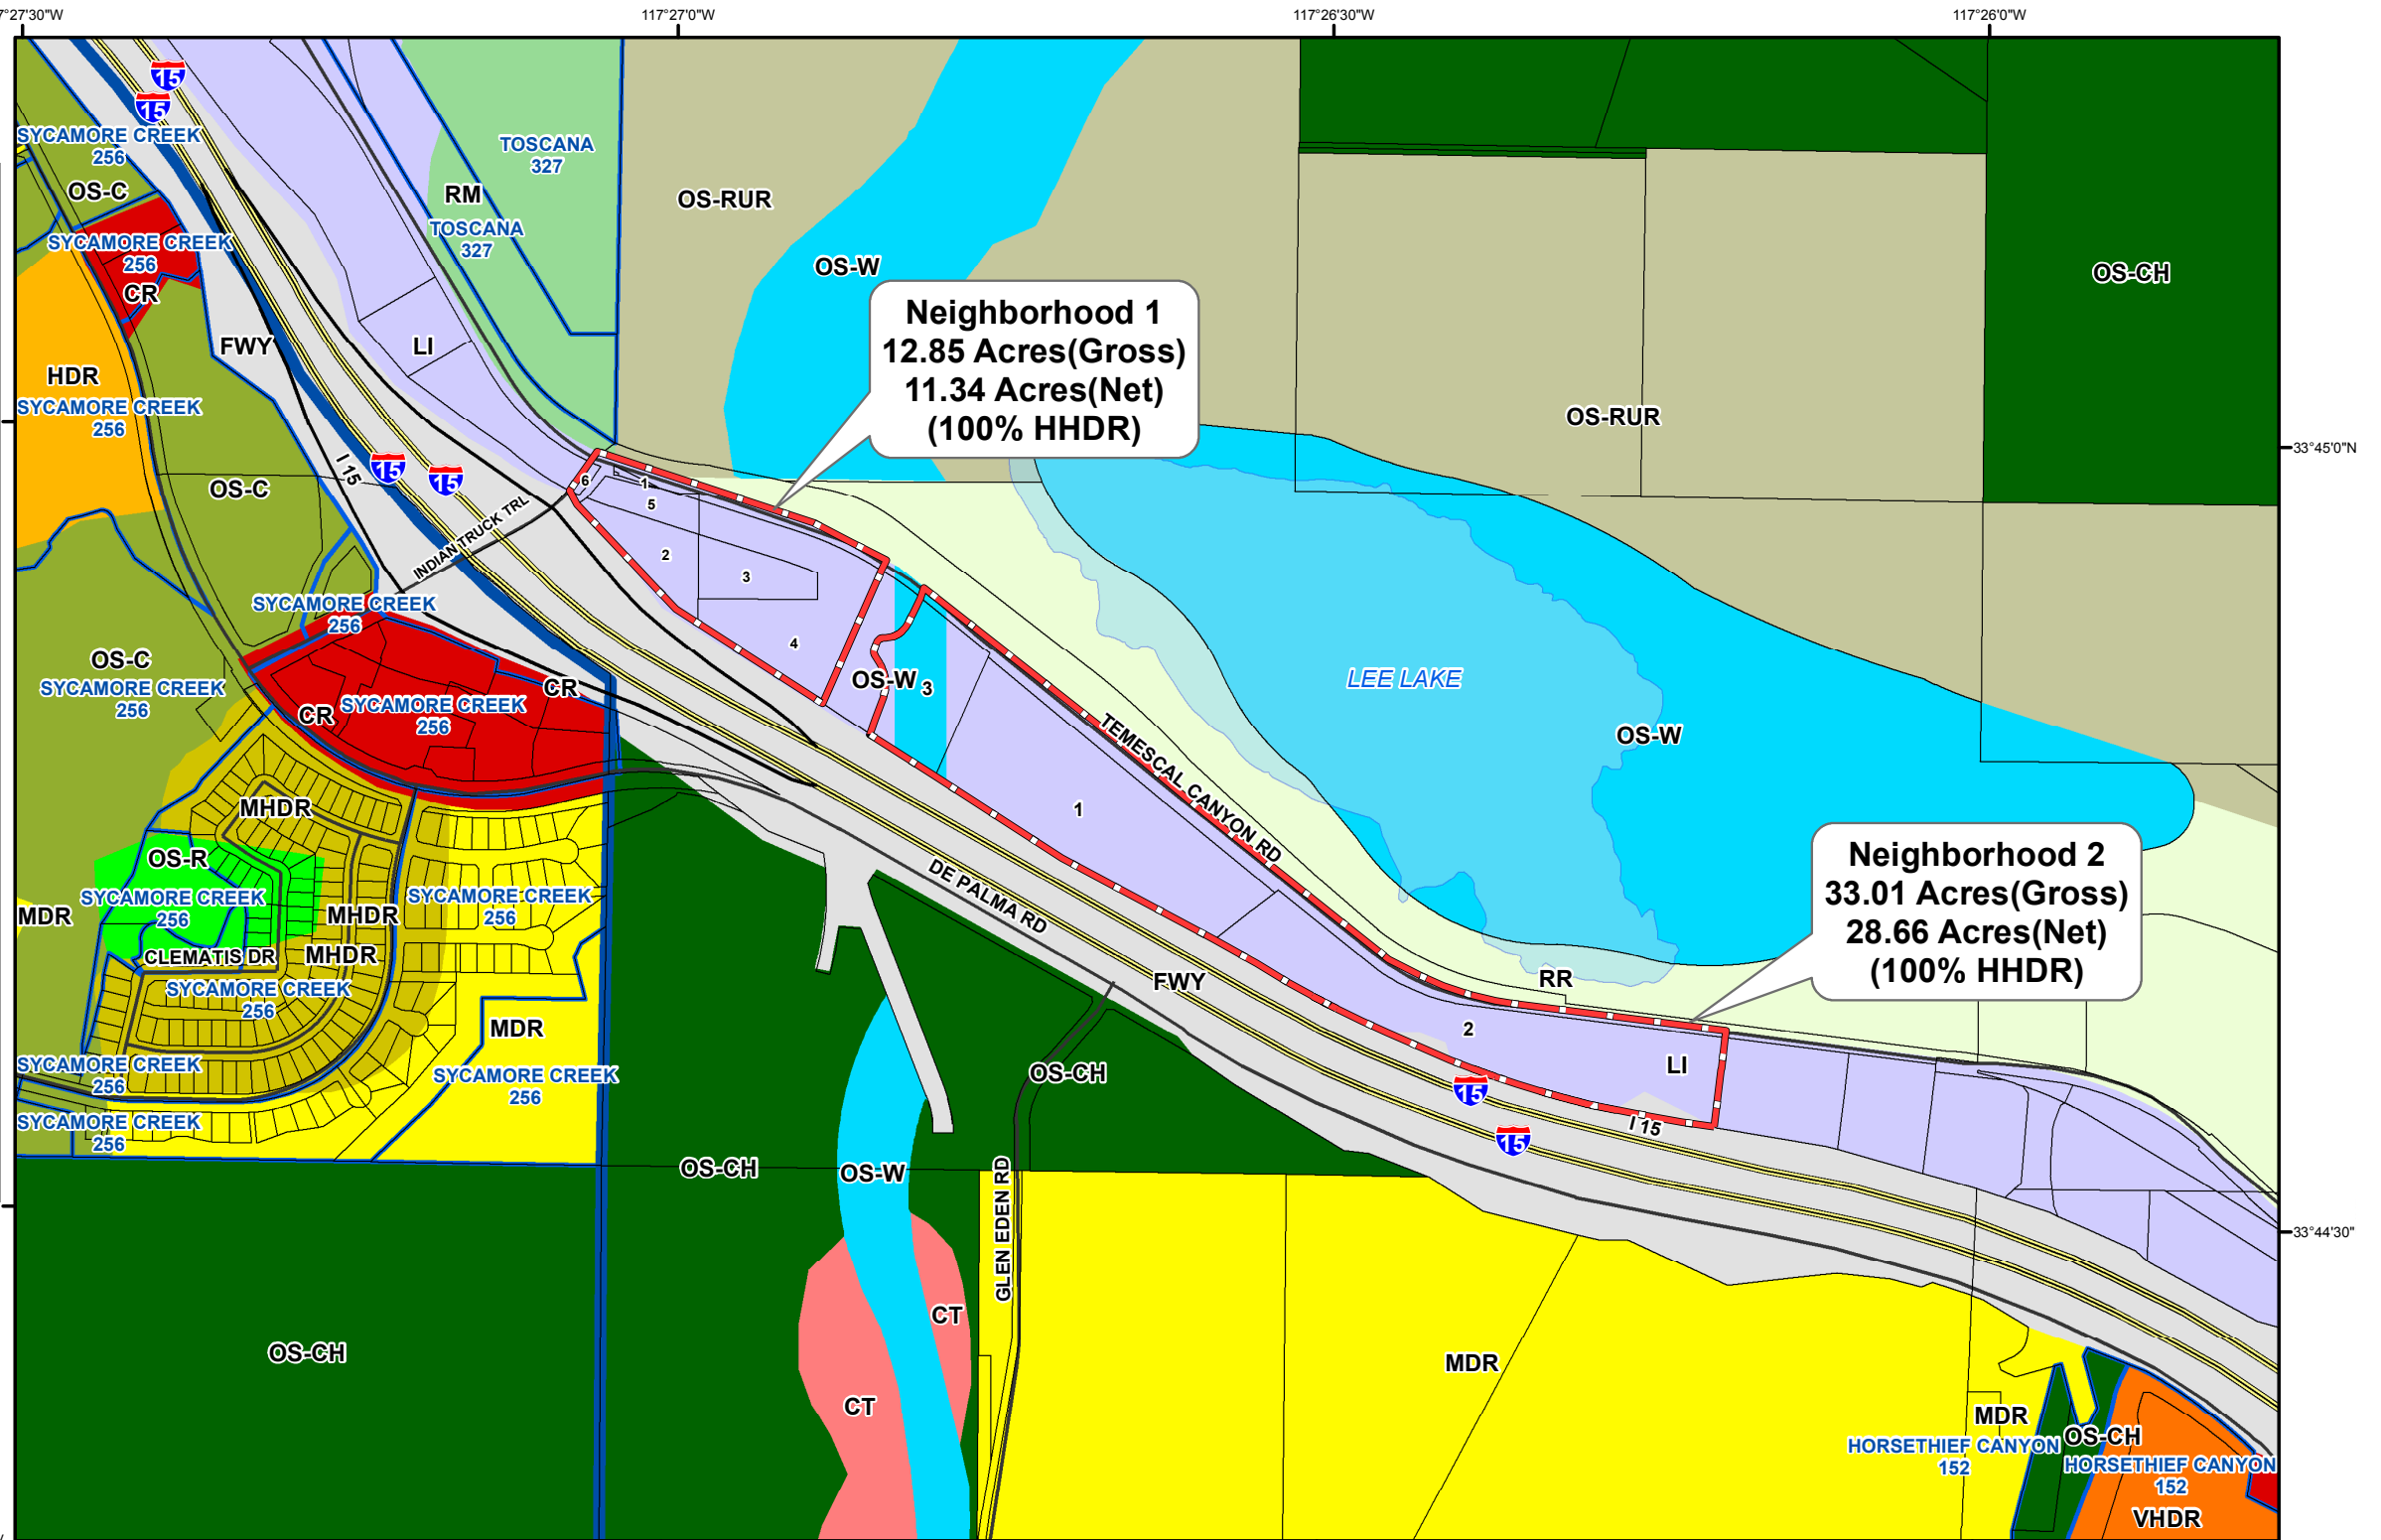 7°27'30"W
117°27'0"W
117°26'30"W
117°26'0"W
15
15
SYCAMORE CREEK
256
OS-C
TOSCANA
327
RM
TOSCANA
327
OS-RUR
OS-W
OS-CH
SYCAMORE CREEK
256
CR
FWY
LI
HDR
SYCAMORE CREEK
256
Neighborhood 1
12.85 Acres(Gross)
11.34 Acres(Net)
(100% HHDR)
OS-RUR
33°45'0"N
I 15
15
15
OS-C
INDIAN TRUCK TRL
6
1
5
2
3
4
SYCAMORE CREEK
256
OS-C
SYCAMORE CREEK
256
CR
CR
SYCAMORE CREEK
256
OS-W
3
LEE LAKE
OS-W
TEMESCAL CANYON RD
1
MHDR
OS-R
SYCAMORE CREEK
256
MDR
MHDR
SYCAMORE CREEK
256
CLEMATIS DR
MHDR
SYCAMORE CREEK
256
DE PALMA RD
FWY
RR
Neighborhood 2
33.01 Acres(Gross)
28.66 Acres(Net)
(100% HHDR)
2
LI
MDR
SYCAMORE CREEK
256
SYCAMORE CREEK
256
SYCAMORE CREEK
256
OS-CH
15
I 15
15
OS-CH
OS-W
GLEN EDEN RD
33°44'30"
CT
OS-CH
CT
MDR
MDR
HORSETHIEF CANYON
152
OS-CH
HORSETHIEF CANYON
152
VHDR